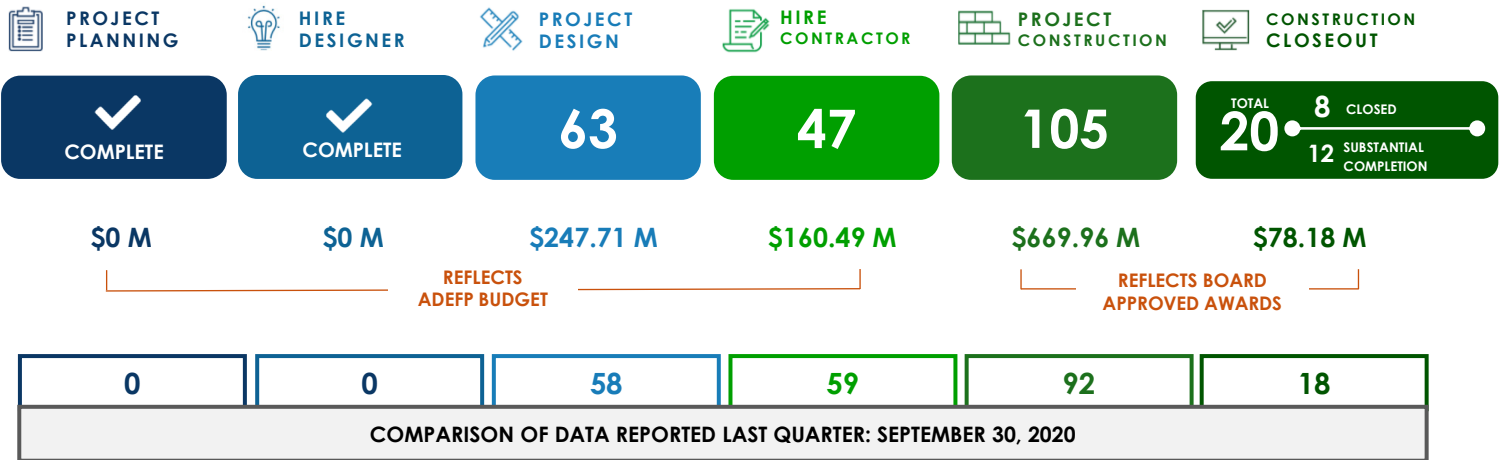 PROJECT
PLANNING
HIRE
DESIGNER
PROJECT
DESIGN
HIRE
CONTRACTOR
PROJECT
CONSTRUCTION
CONSTRUCTION
CLOSEOUT
COMPLETE
COMPLETE
63
47
105
TOTAL
20
8 CLOSED
12 SUBSTANTIAL
COMPLETION
$0 M
$0 M
$247.71 M
$160.49 M
$669.96 M
$78.18 M
REFLECTS
ADEFP BUDGET
REFLECTS BOARD
APPROVED AWARDS
0
0
58
59
92
18
COMPARISON OF DATA REPORTED LAST QUARTER: SEPTEMBER 30, 2020